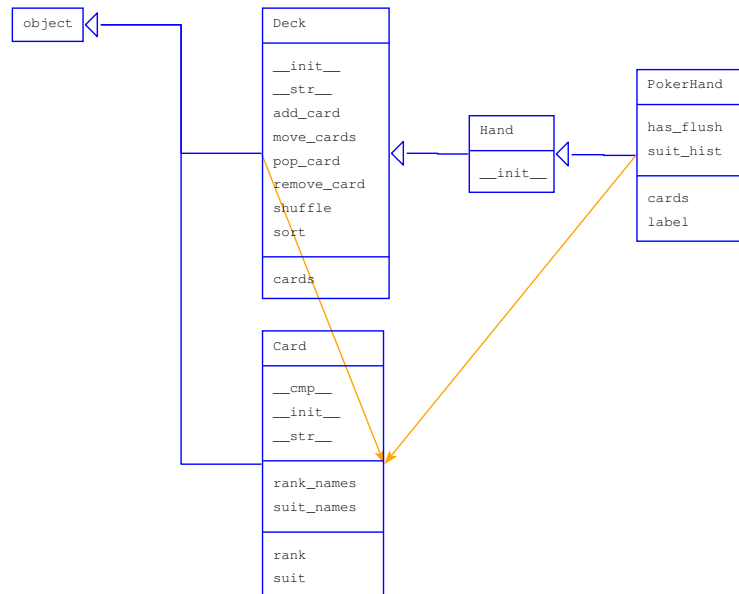 object
Deck
__init__
__str__
add_card
move_cards
pop_card
remove_card
shuffle
sort
cards
Hand
__init__
PokerHand
has_flush
suit_hist
cards
label
Card
__cmp__
__init__
__str__
rank_names
suit_names
rank
suit